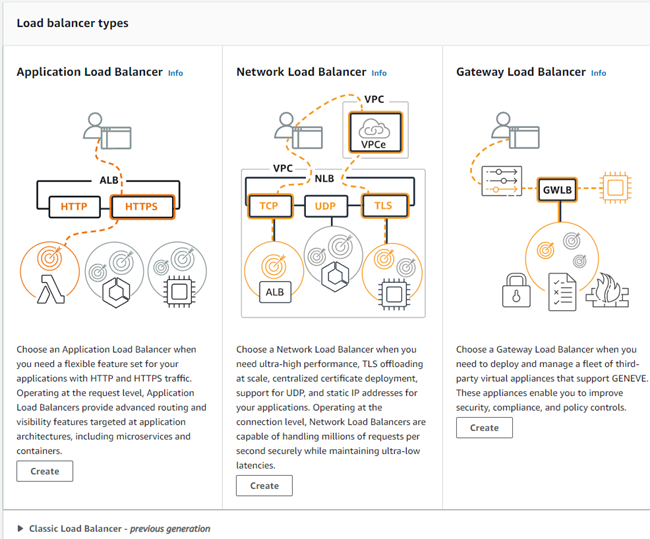 Load balancer types
Application Load Balancer Info
ALB
HTTP
HTTPS
Choose an Application Load Balancer when
you need a flexible feature set for your
applications with HTTP and HTTPS traffic.
Operating at the request level, Application
Load Balancers provide advanced routing and
visibility features targeted at application
architectures, including microservices and
containers.
Create
Network Load Balancer Info
VPC
VPCe
VPC
NLB
TCP
UDP
TLS
ALB
Choose a Network Load Balancer when you
need ultra-high performance, TLS offloading
at scale, centralized certificate deployment,
support for UDP, and static IP addresses for
your applications. Operating at the
connection level, Network Load Balancers are
capable of handling millions of requests per
second securely while maintaining ultra-low
latencies.
Create
Gateway Load Balancer Info
GWLB
Choose a Gateway Load Balancer when you
need to deploy and manage a fleet of third-
party virtual appliances that support GENEVE.
These appliances enable you to improve
security, compliance, and policy controls.
Create
Classic Load Balancer - previous generation